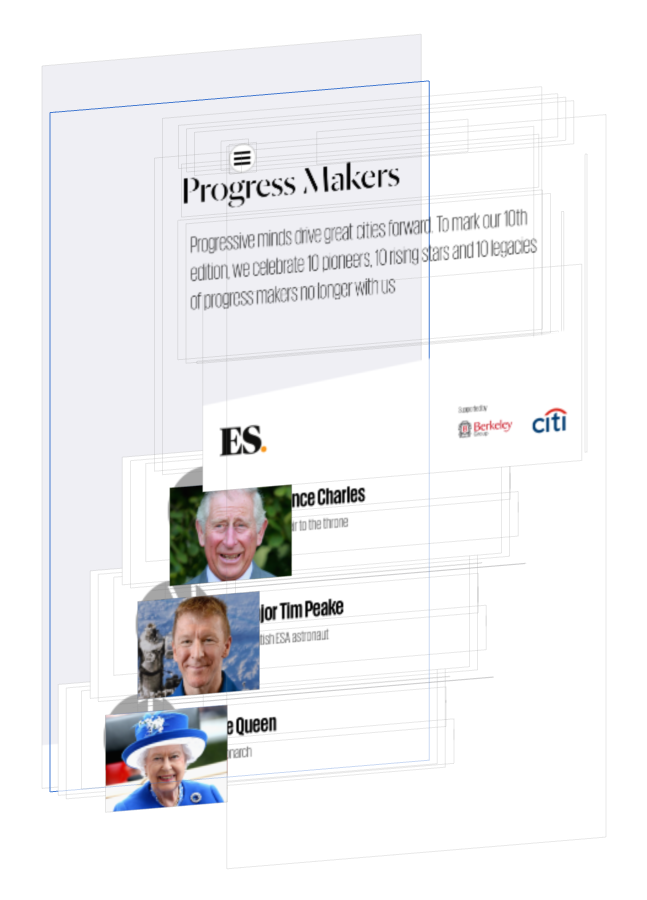 Progress Makers
Progressive minds drive great cities forward. To mark our 10th
edition, we celebrate 10 pioneers, 10 rising stars and 10 legacies
of progress makers no longer with us
Supported by
ES.
Berkeley
Group
citi
nce Charles
ir to the throne
jor Tim Peake
tish ESA astronaut
e Queen
narch